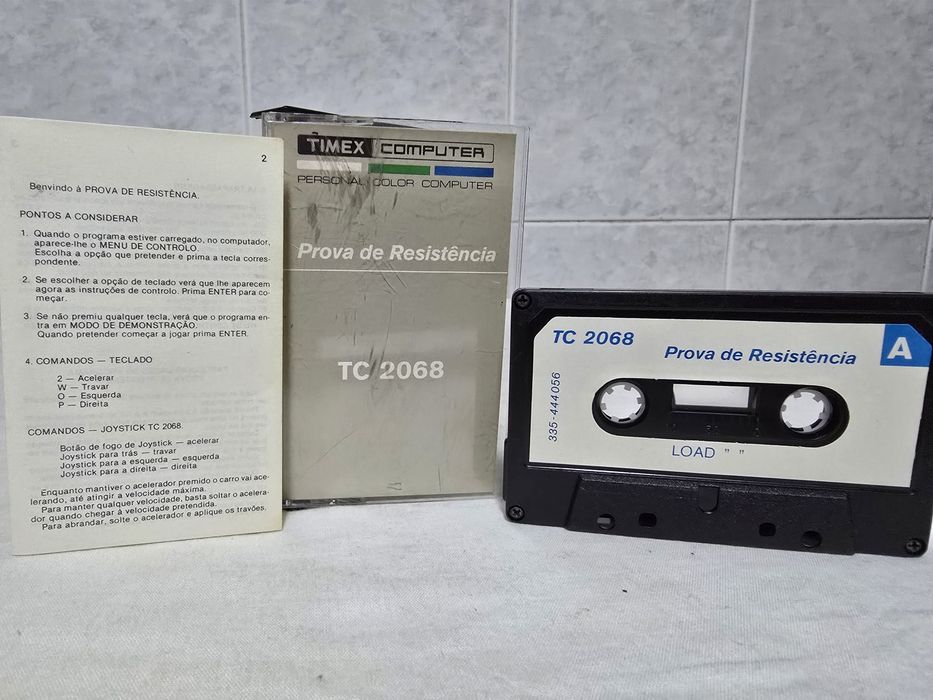 2
Benvindo à PROVA DE RESISTÊNCIA.
PONTOS A CONSIDERAR
1. Quando o programa estiver carregado, no computador,
aparece-lhe o MENU DE CONTROLO.
Escolha a opção que pretender e prima a tecla corres-
pondente.
2. Se escolher a opção de teclado verá que lhe aparecem
agora as instruções de controlo. Prima ENTER para co-
meçar.
3. Se não premiu qualquer tecla, verá que o programa en-
tra em MODO DE DEMONSTRAÇÃO.
Quando pretender começar a jogar prima ENTER.
4. COMANDOS — TECLADO
2 — Acelerar
W — Travar
O — Esquerda
P — Direita
COMANDOS — JOYSTICK TC 2068.
Botão de fogo de Joystick — acelerar
Joystick para trás — travar
Joystick para a esquerda — esquerda
Joystick para a direita — direita
Enquanto mantiver o acelerador premido o carro vai ace-
lerando, até atingir a velocidade máxima.
Para manter qualquer velocidade, basta soltar o acelera-
dor quando chegar à velocidade pretendida.
Para abrandar, solte o acelerador e aplique os travões.
TIMEX COMPUTER
PERSONAL COLOR COMPUTER
Prova de Resistência
TC 2068
TC 2068
Prova de Resistência
A
335-444056
LOAD " "